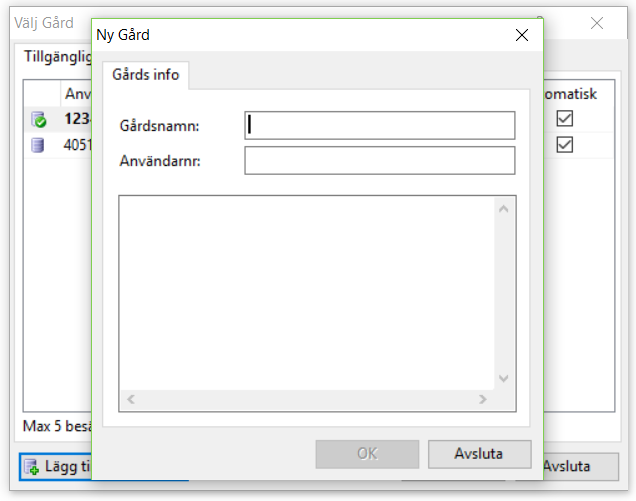 Välj Gård
Ny Gård
Tillgänglig
Gårds info
Anv
omatisk
123
Gårdsnamn:
4051
Användarnr:
Max 5 besä
OK
Avsluta
Lägg ti
Avsluta